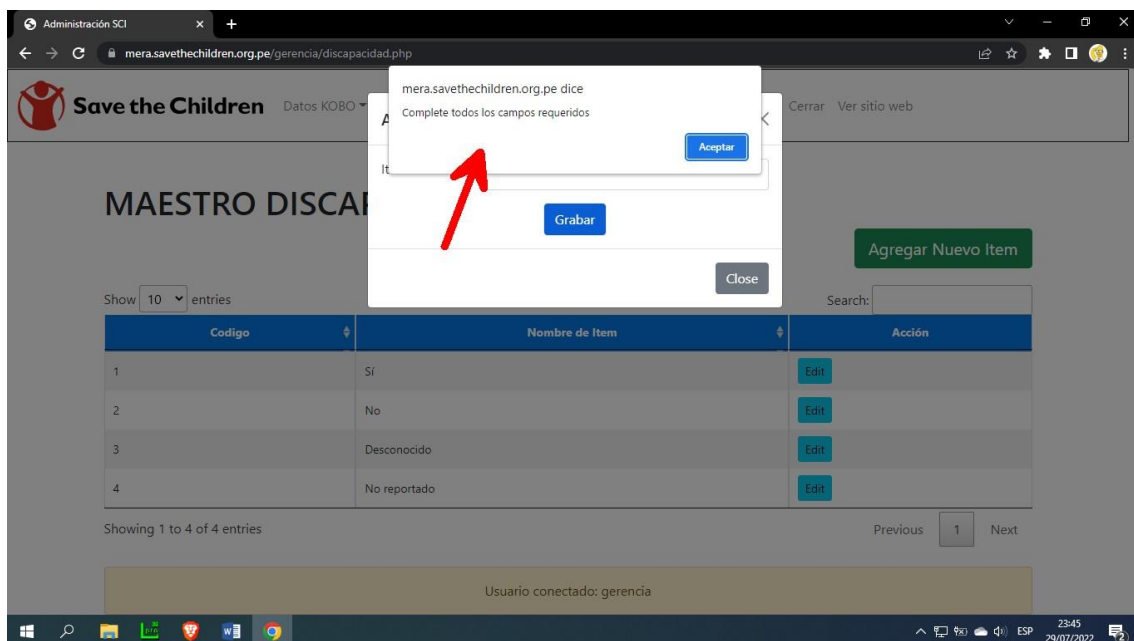 Administración SCI
mera.savethechildren.org.pe/gerencia/discapacidad.php
Save the Children Datos KOBO Cerrar Ver sitio web
mera.savethechildren.org.pe dice
Complete todos los campos requeridos
Aceptar
A
It
MAESTRO DISCA
Grabar
Agregar Nuevo Item
Close
Show 10 entries Search:
Codigo Nombre de Item Acción
1 Sí Edit
2 No Edit
3 Desconocido Edit
4 No reportado Edit
Showing 1 to 4 of 4 entries Previous 1 Next
Usuario conectado: gerencia
ESP 23:45
29/07/2022